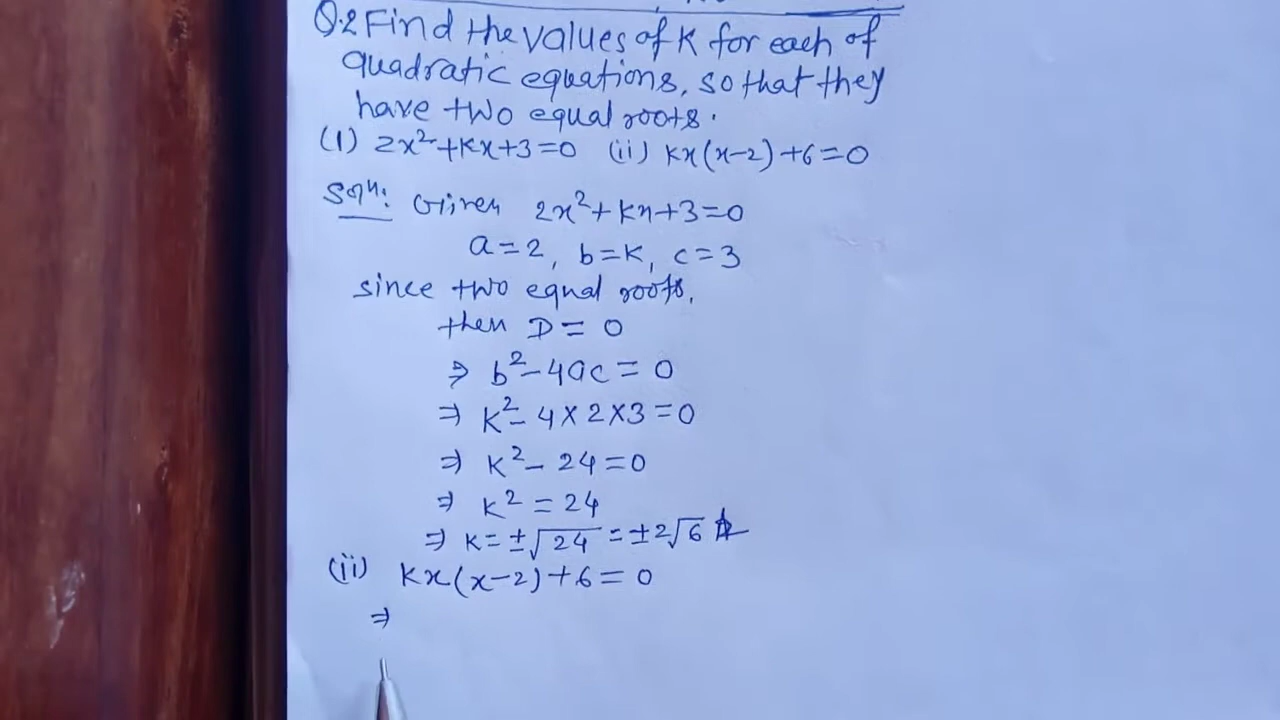 Q.2 Find the values of K for each of
quadratic equations, so that they
have two equal roots.
(1) 2x²+Kx+3=0 (ii) Kx(x-2)+6=0
Solⁿ: Given 2x²+Kx+3=0
a=2, b=K, c=3
since two equal roots,
then D = 0
⇒ b²-4ac = 0
⇒ K²-4×2×3=0
⇒ K²-24=0
⇒ K²=24
⇒ K=±√24=±2√6
(ii) Kx(x-2)+6=0
⇒